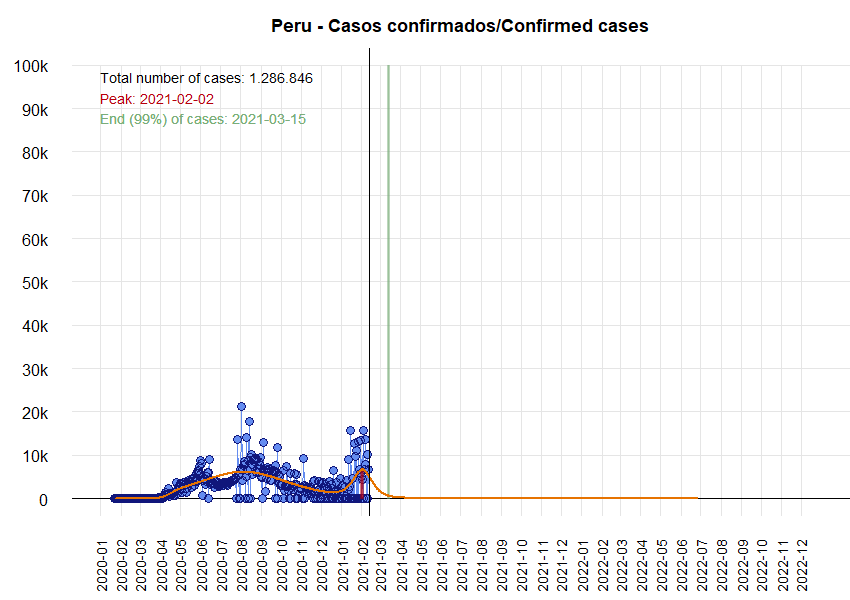 Peru - Casos confirmados/Confirmed cases
100k
90k
80k
70k
60k
50k
40k
30k
20k
10k
0
Total number of cases: 1.286.846
Peak: 2021-02-02
End (99%) of cases: 2021-03-15
2020-01
2020-02
2020-03
2020-04
2020-05
2020-06
2020-07
2020-08
2020-09
2020-10
2020-11
2020-12
2021-01
2021-02
2021-03
2021-04
2021-05
2021-06
2021-07
2021-08
2021-09
2021-10
2021-11
2021-12
2022-01
2022-02
2022-03
2022-04
2022-05
2022-06
2022-07
2022-08
2022-09
2022-10
2022-11
2022-12